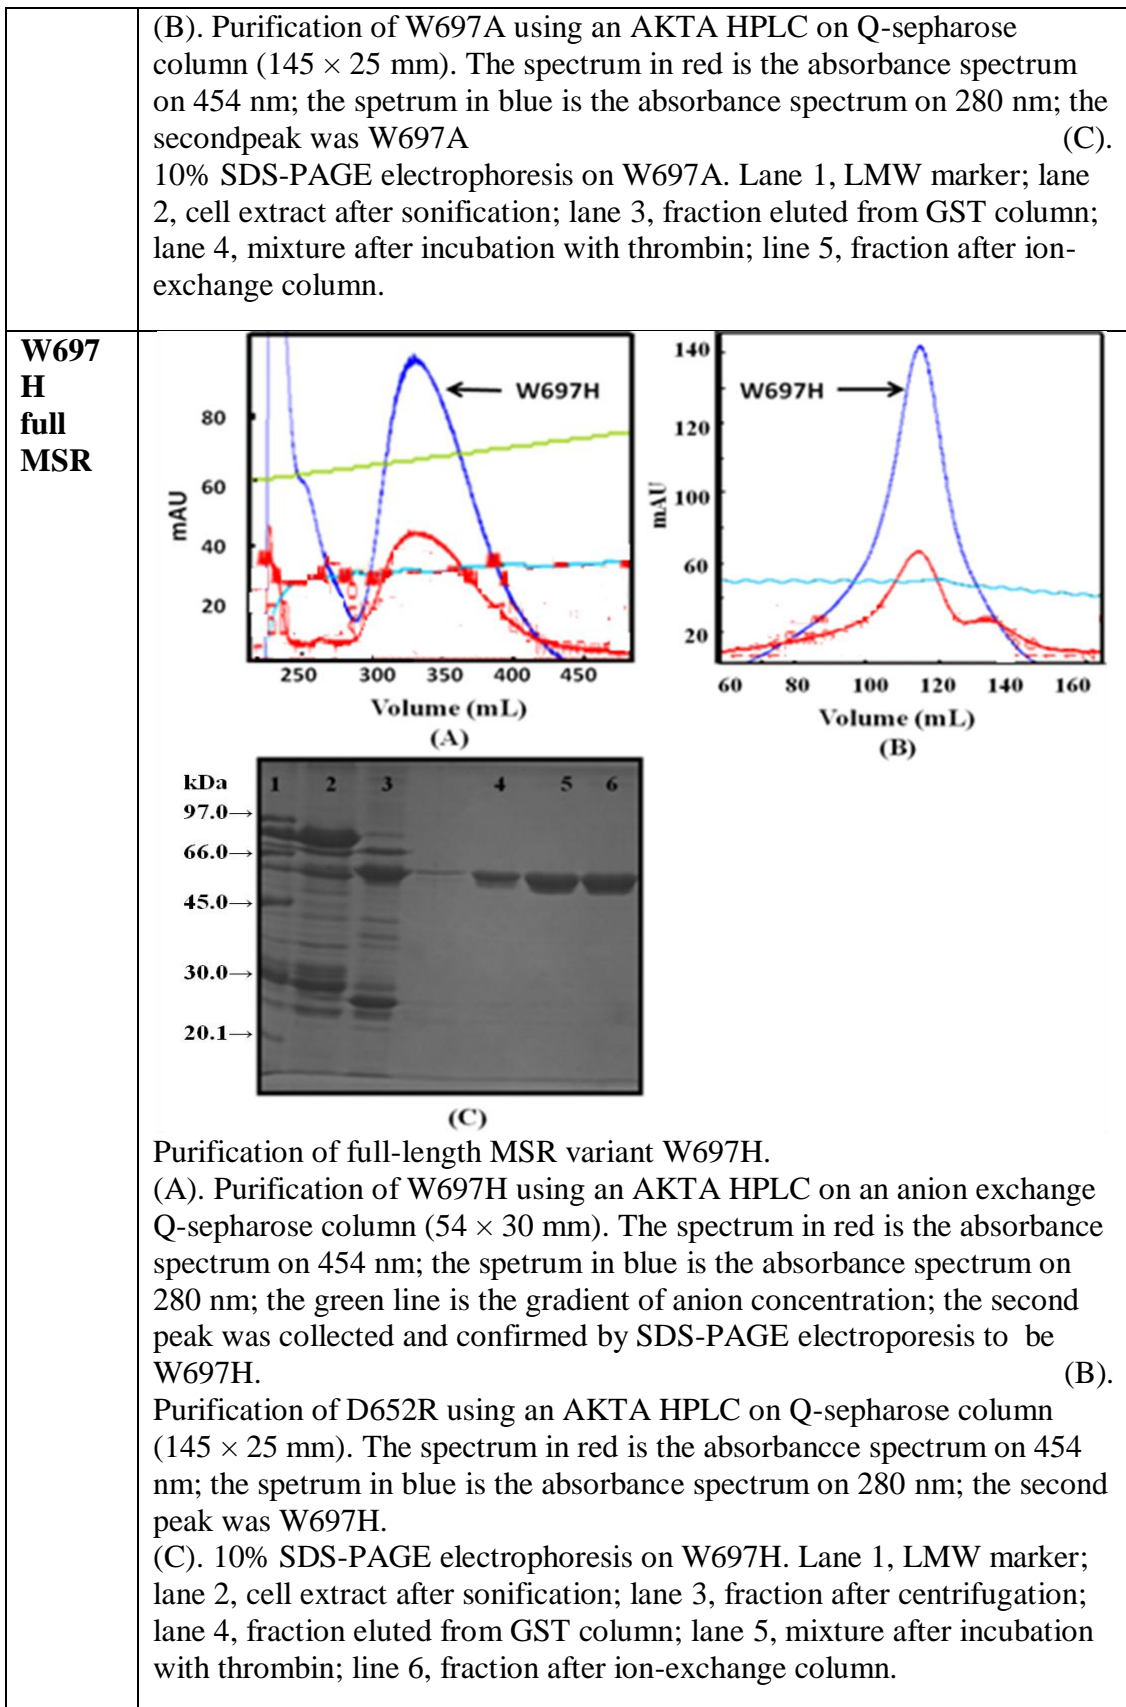 (B). Purification of W697A using an AKTA HPLC on Q-sepharose
column (145 × 25 mm). The spectrum in red is the absorbance spectrum
on 454 nm; the spetrum in blue is the absorbance spectrum on 280 nm; the
secondpeak was W697A (C).
10% SDS-PAGE electrophoresis on W697A. Lane 1, LMW marker; lane
2, cell extract after sonification; lane 3, fraction eluted from GST column;
lane 4, mixture after incubation with thrombin; line 5, fraction after ion-
exchange column.
W697
H
full
MSR
W697H
80
60
40
20
mAU
250 300 350 400 450
Volume (mL)
(A)
W697H
140
120
100
60
20
mAU
60 80 100 120 140 160
Volume (mL)
(B)
kDa 1 2 3 4 5 6
97.0→
66.0→
45.0→
30.0→
20.1→
(C)
Purification of full-length MSR variant W697H.
(A). Purification of W697H using an AKTA HPLC on an anion exchange
Q-sepharose column (54 × 30 mm). The spectrum in red is the absorbance
spectrum on 454 nm; the spetrum in blue is the absorbance spectrum on
280 nm; the green line is the gradient of anion concentration; the second
peak was collected and confirmed by SDS-PAGE electroporesis to be
W697H. (B).
Purification of D652R using an AKTA HPLC on Q-sepharose column
(145 × 25 mm). The spectrum in red is the absorbancce spectrum on 454
nm; the spetrum in blue is the absorbance spectrum on 280 nm; the second
peak was W697H.
(C). 10% SDS-PAGE electrophoresis on W697H. Lane 1, LMW marker;
lane 2, cell extract after sonification; lane 3, fraction after centrifugation;
lane 4, fraction eluted from GST column; lane 5, mixture after incubation
with thrombin; line 6, fraction after ion-exchange column.